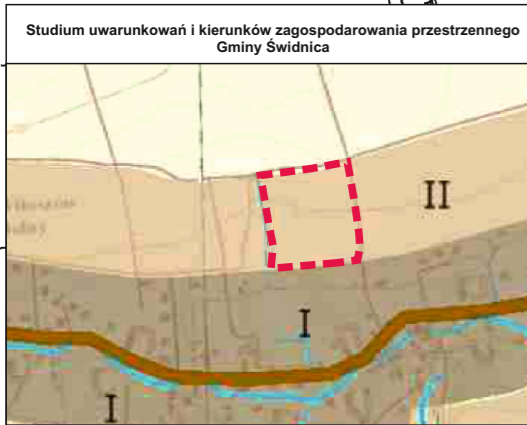 Studium uwarunkowań i kierunków zagospodarowania przestrzennego
Gminy Świdnica
II
I
I